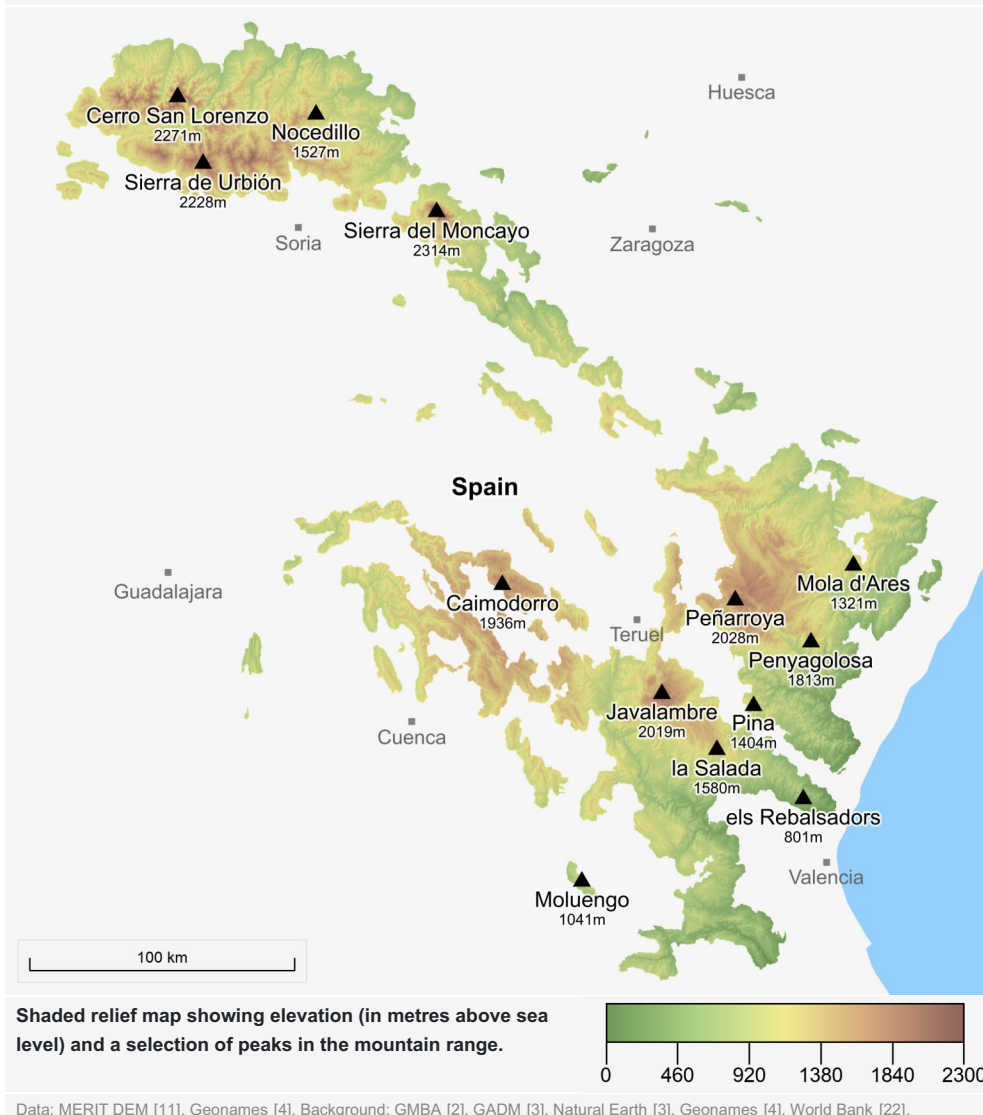 Huesca
Cerro San Lorenzo
2271m
Nocedillo
1527m
Sierra de Urbión
2228m
Soria
Sierra del Moncayo
2314m
Zaragoza
Spain
Guadalajara
Caimodorro
1936m
Teruel
Peñarroya
2028m
Mola d'Ares
1321m
Penyagolosa
1813m
Cuenca
Javalambre
2019m
Pina
1404m
la Salada
1580m
els Rebalsadors
801m
Valencia
Moluengo
1041m
100 km
Shaded relief map showing elevation (in metres above sea
level) and a selection of peaks in the mountain range.
0 460 920 1380 1840 2300
Data: MERIT DEM [11], Geonames [4]. Background: GMBA [2], GADM [3], Natural Earth [3], Geonames [4], World Bank [22].